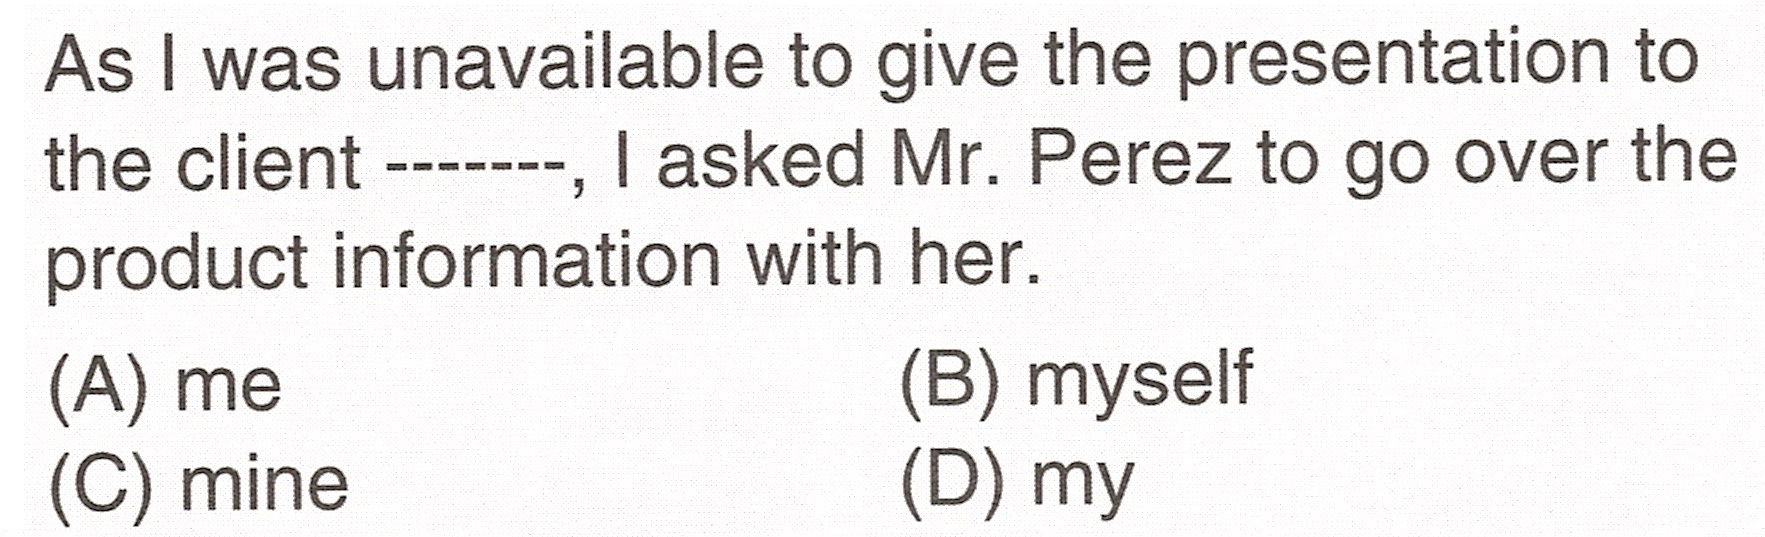 As I was unavailable to give the presentation to
the client -------, I asked Mr. Perez to go over the
product information with her.
(A) me (B) myself
(C) mine (D) my